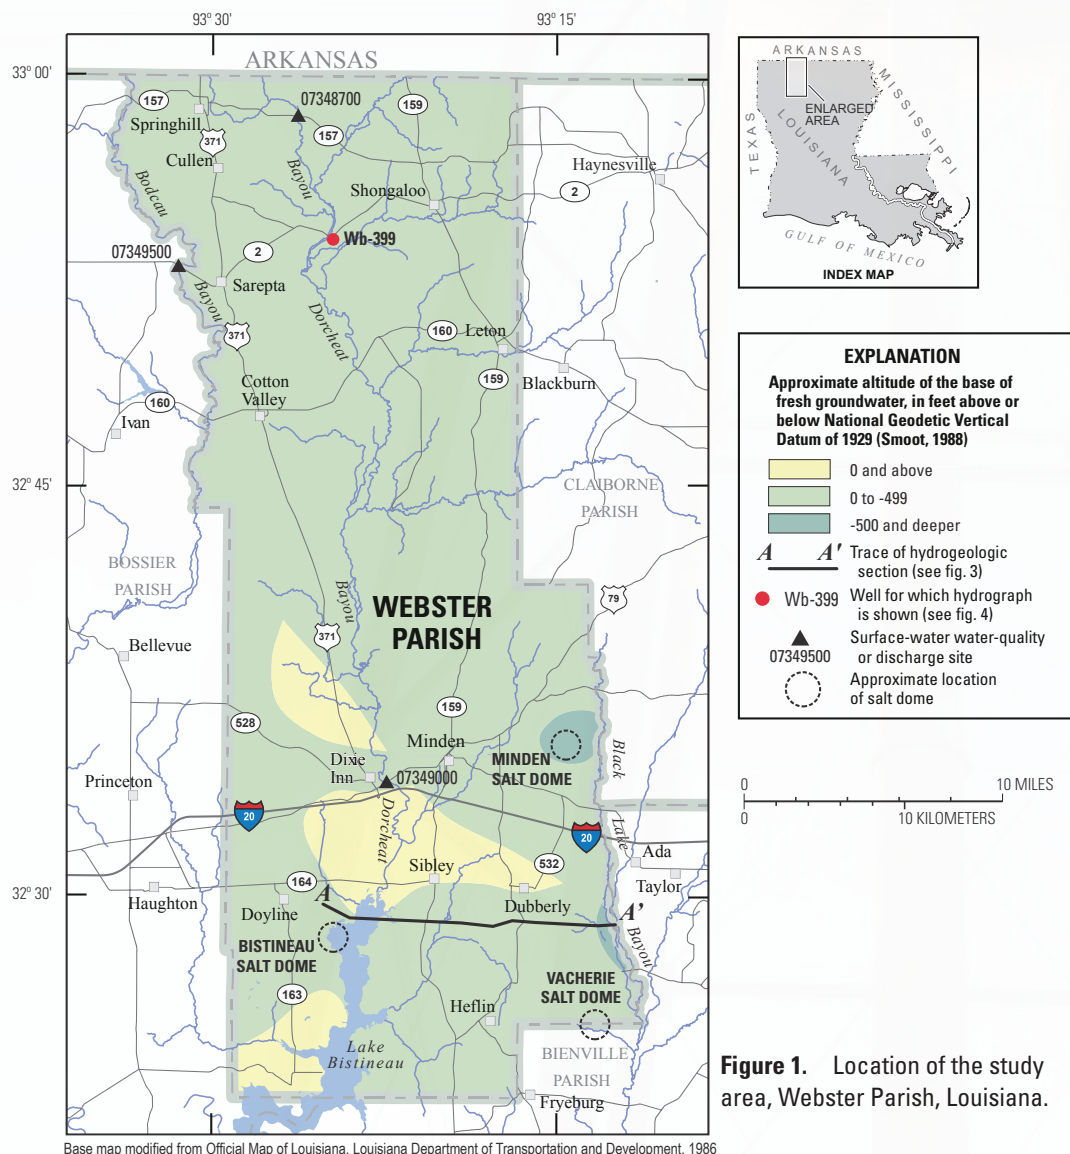 93° 30'
93° 15'
33° 00'
ARKANSAS
157
07348700
159
Springhill
157
371
Cullen
Bayou
Haynesville
Bodcau
Shongaloo
2
Wb-399
07349500
2
Sarepta
Bayou
Dorcheat
371
160
Leton
159
Blackburn
Cotton
Valley
160
Ivan
32° 45'
CLAIBORNE
PARISH
BOSSIER
PARISH
Bayou
79
WEBSTER
PARISH
371
Bellevue
159
528
Minden
Black
Dixie
Inn
MINDEN
SALT DOME
07349000
Princeton
20
Dorcheat
Lake
20
Ada
Sibley
532
Taylor
164
32° 30'
A
Haughton
Doyline
Dubberly
A'
Bayou
BISTINEAU
SALT DOME
VACHERIE
SALT DOME
163
Heflin
Lake
Bistineau
BIENVILLE
PARISH
Fryeburg
Base map modified from Official Map of Louisiana, Louisiana Department of Transportation and Development, 1986
ARKANSAS
MISSISSIPPI
ENLARGED
AREA
LOUISIANA
TEXAS
GULF OF MEXICO
INDEX MAP
EXPLANATION
Approximate altitude of the base of
fresh groundwater, in feet above or
below National Geodetic Vertical
Datum of 1929 (Smoot, 1988)
0 and above
0 to -499
-500 and deeper
A A' Trace of hydrogeologic
section (see fig. 3)
Wb-399 Well for which hydrograph
is shown (see fig. 4)
Surface-water water-quality
07349500 or discharge site
Approximate location
of salt dome
0 10 MILES
0 10 KILOMETERS
Figure 1. Location of the study
area, Webster Parish, Louisiana.